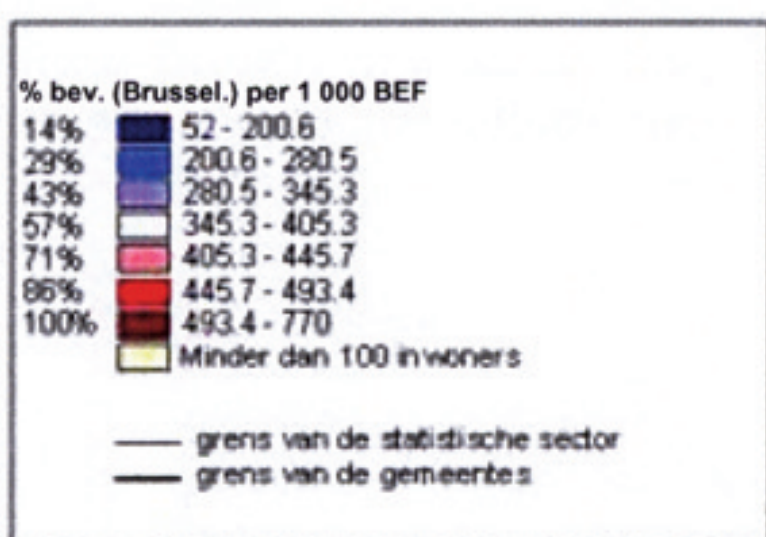 % bev. (Brussel.) per 1 000 BEF
14% 52 - 200.6
29% 200.6 - 280.5
43% 280.5 - 345.3
57% 345.3 - 405.3
71% 405.3 - 445.7
86% 445.7 - 493.4
100% 493.4 - 770
Minder dan 100 inwoners
grens van de statistische sector
grens van de gemeentes